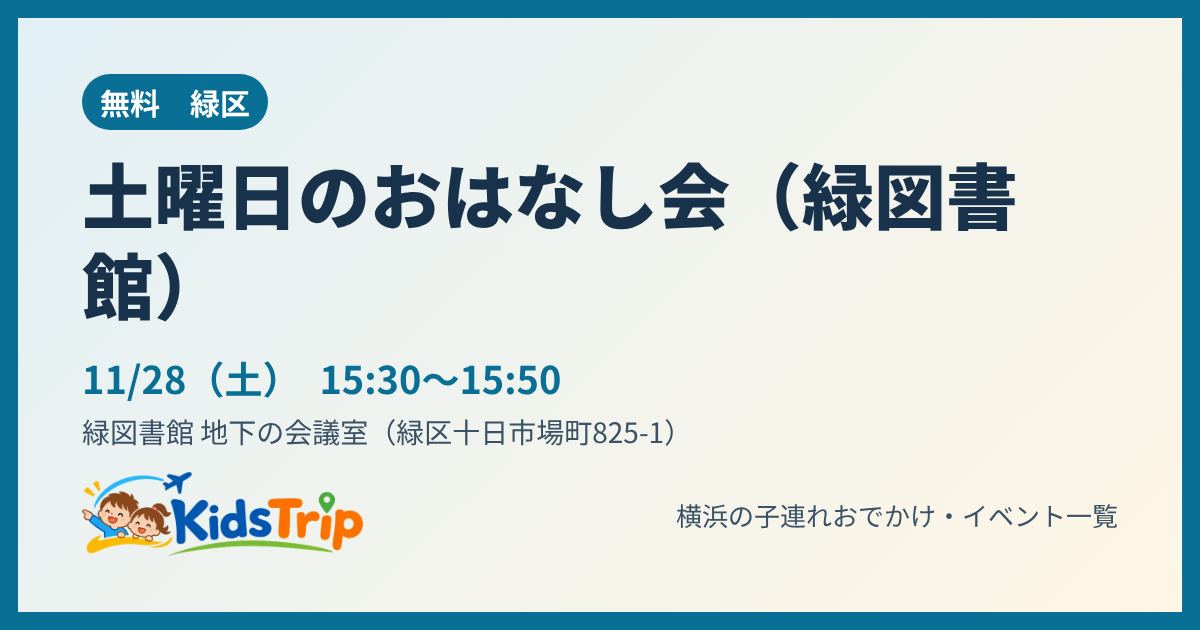 無料　緑区
土曜日のおはなし会（緑図書
館）
11/28（土）　15:30〜15:50
緑図書館 地下の会議室（緑区十日市場町825-1）
KidsTrip
横浜の子連れおでかけ・イベント一覧